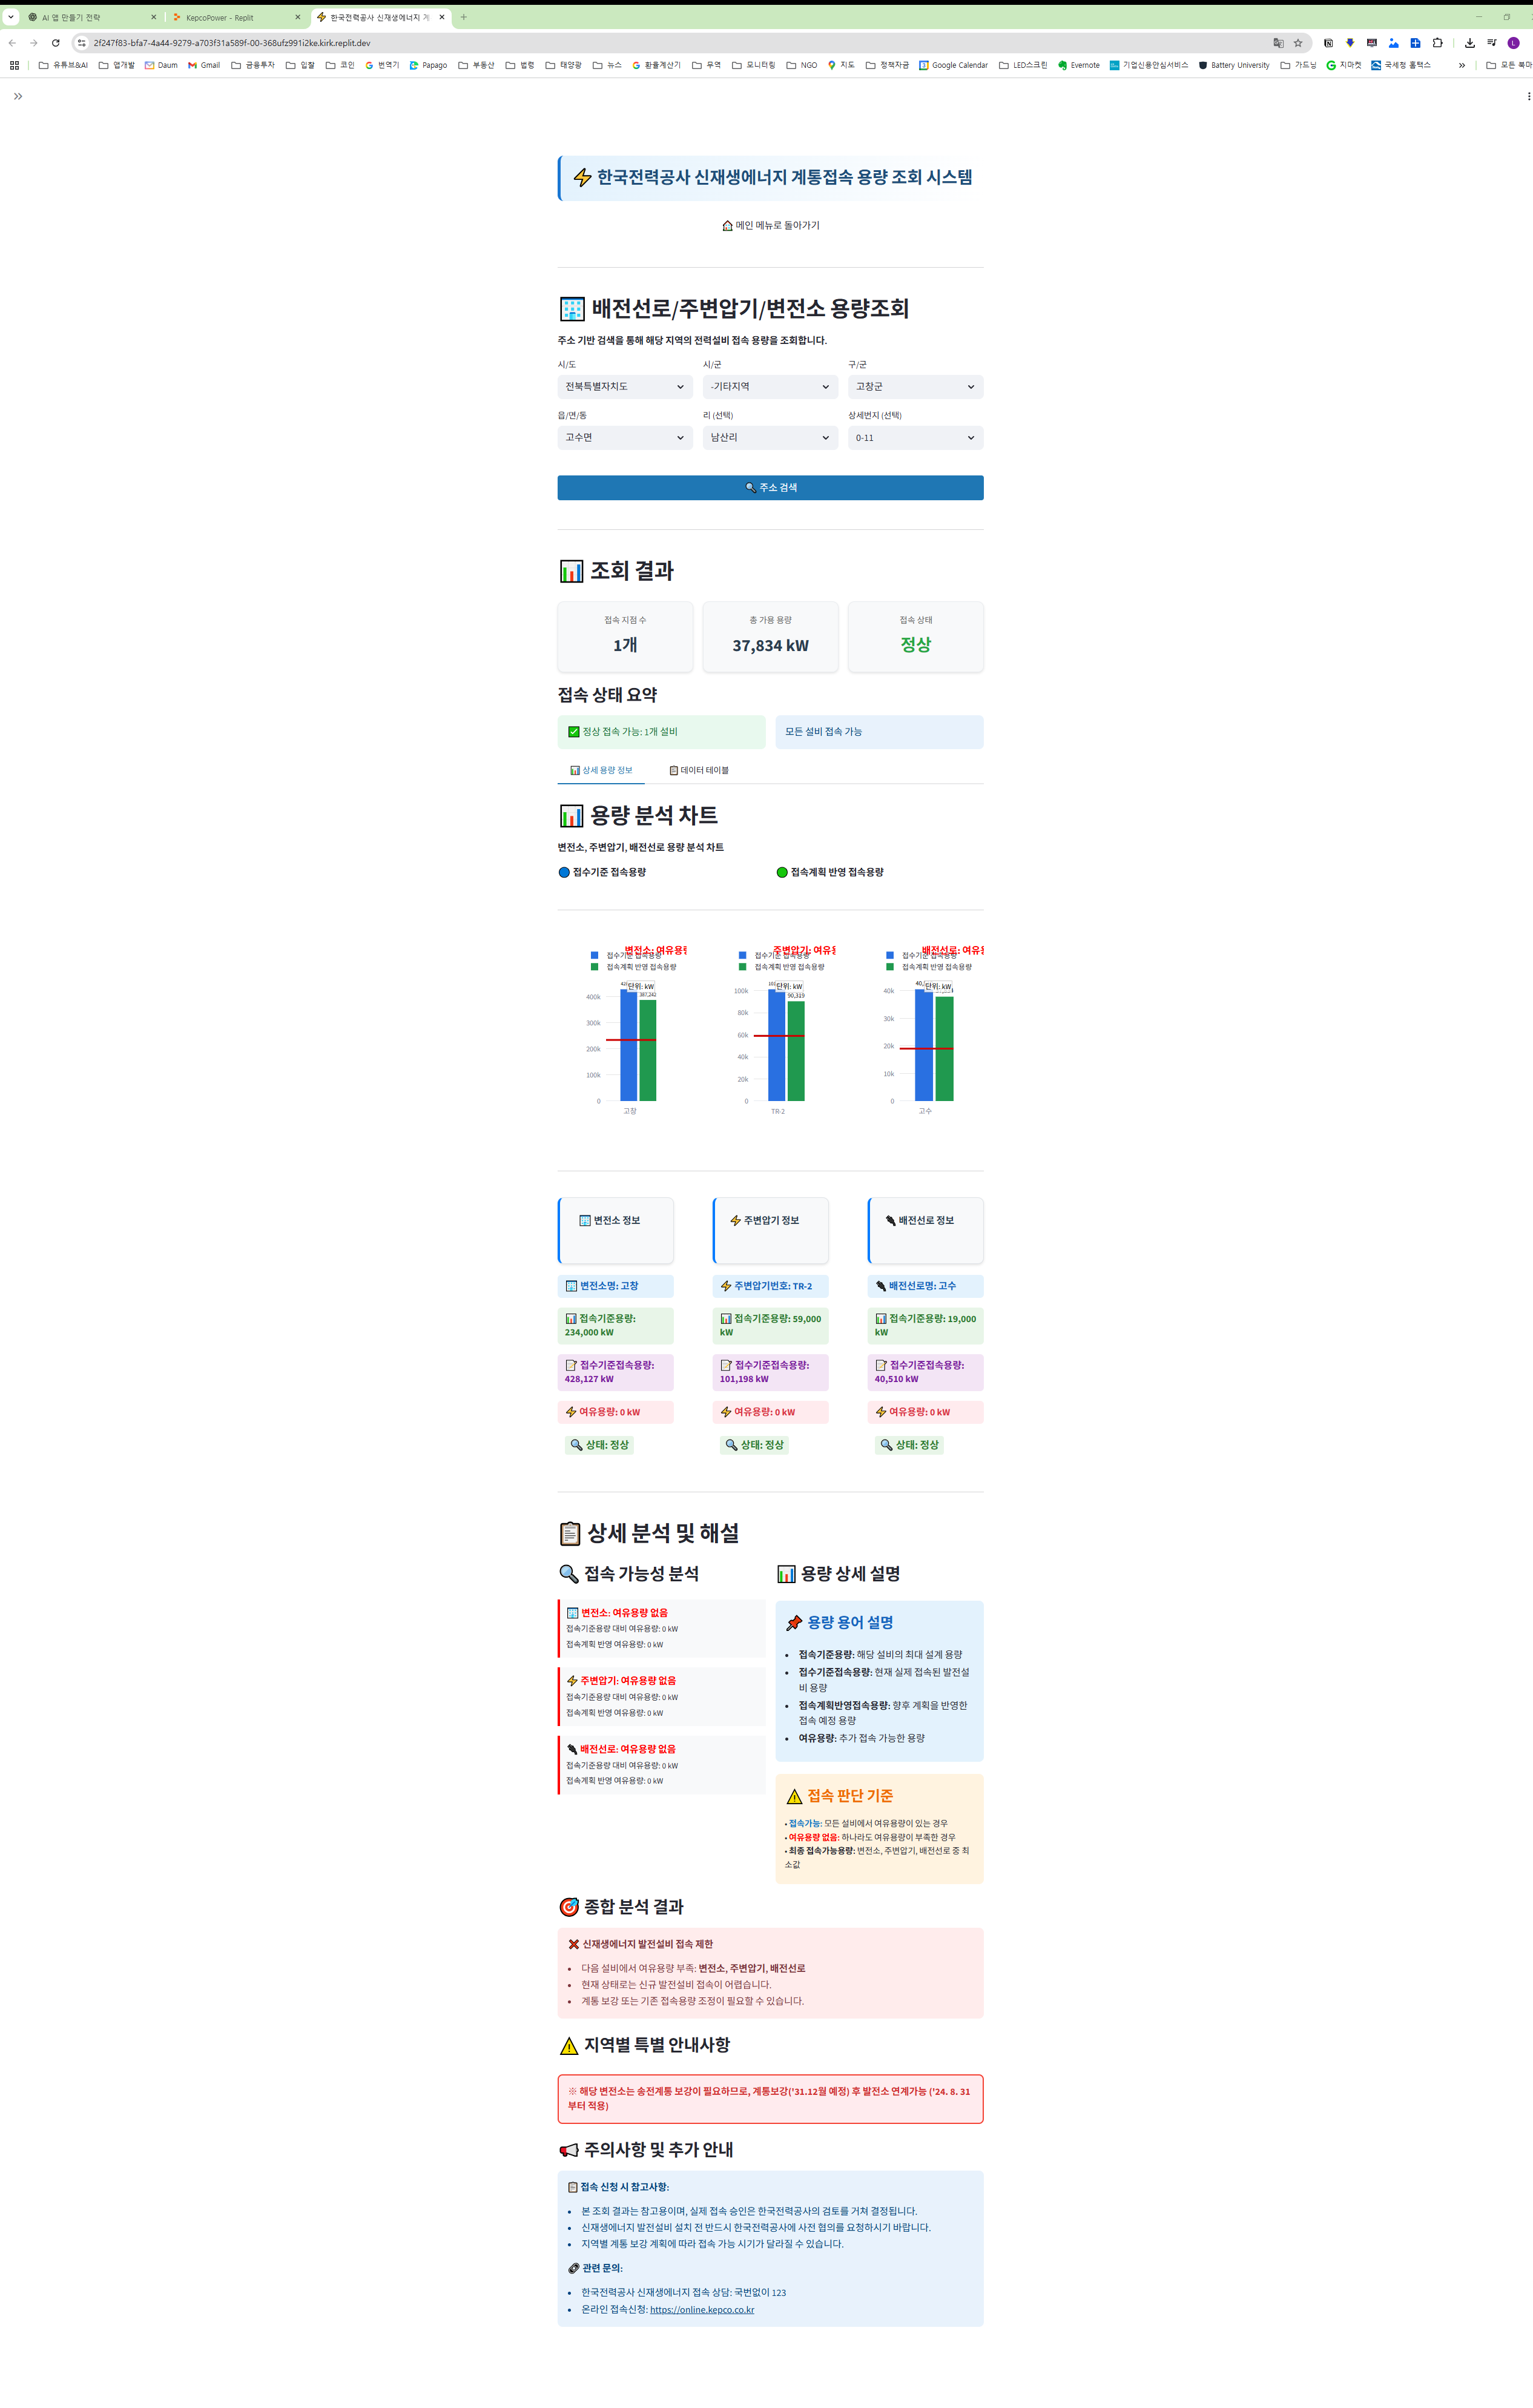 AI 앱 만들기 전략
KepcoPower - Replit
한국전력공사 신재생에너지 계
2f247f83-bfa7-4a44-9279-a703f31a589f-00-368ufz991i2ke.kirk.replit.dev
유튜브&AI 앱개발 Daum Gmail 금융투자 입찰 코인 번역기 Papago 부동산 법령 태양광 뉴스 환율계산기 무역 모니터링 NGO 지도 정책자금 Google Calendar LED스크린 Evernote 기업신용안심서비스 Battery University 가드닝 지마켓 국세청 홈택스 » 모든 북마
⚡ 한국전력공사 신재생에너지 계통접속 용량 조회 시스템
🏠 메인 메뉴로 돌아가기
🏢 배전선로/주변압기/변전소 용량조회
주소 기반 검색을 통해 해당 지역의 전력설비 접속 용량을 조회합니다.
시/도 시/군 구/군
전북특별자치도 -기타지역 고창군
읍/면/동 리 (선택) 상세번지 (선택)
고수면 남산리 0-11
🔍 주소 검색
📊 조회 결과
접속 지점 수 총 가용 용량 접속 상태
1개 37,834 kW 정상
접속 상태 요약
✅ 정상 접속 가능: 1개 설비 모든 설비 접속 가능
📊 상세 용량 정보 📋 데이터 테이블
📊 용량 분석 차트
변전소, 주변압기, 배전선로 용량 분석 차트
🔵 접수기준 접속용량 🟢 접속계획 반영 접속용량
변전소: 여유용량 주변압기: 여유용 배전선로: 여유용
접수기준 접속용량 접수기준 접속용량 접수기준 접속용량
접속계획 반영 접속용량 접속계획 반영 접속용량 접속계획 반영 접속용량
단위: kW 단위: kW 단위: kW
387,242 90,319
400k 100k 40k
300k 80k 30k
200k 60k 20k
100k 40k 10k
0 20k 0
0
고창 TR-2 고수
🏢 변전소 정보 ⚡ 주변압기 정보 🔌 배전선로 정보
🏢 변전소명: 고창 ⚡ 주변압기번호: TR-2 🔌 배전선로명: 고수
📊 접속기준용량: 📊 접속기준용량: 59,000 📊 접속기준용량: 19,000
234,000 kW kW kW
📝 접수기준접속용량: 📝 접수기준접속용량: 📝 접수기준접속용량:
428,127 kW 101,198 kW 40,510 kW
⚡ 여유용량: 0 kW ⚡ 여유용량: 0 kW ⚡ 여유용량: 0 kW
🔍 상태: 정상 🔍 상태: 정상 🔍 상태: 정상
📋 상세 분석 및 해설
🔍 접속 가능성 분석
🏢 변전소: 여유용량 없음
접속기준용량 대비 여유용량: 0 kW
접속계획 반영 여유용량: 0 kW
⚡ 주변압기: 여유용량 없음
접속기준용량 대비 여유용량: 0 kW
접속계획 반영 여유용량: 0 kW
🔌 배전선로: 여유용량 없음
접속기준용량 대비 여유용량: 0 kW
접속계획 반영 여유용량: 0 kW
📊 용량 상세 설명
📌 용량 용어 설명
• 접속기준용량: 해당 설비의 최대 설계 용량
• 접수기준접속용량: 현재 실제 접속된 발전설
비 용량
• 접속계획반영접속용량: 향후 계획을 반영한
접속 예정 용량
• 여유용량: 추가 접속 가능한 용량
⚠️ 접속 판단 기준
• 접속가능: 모든 설비에서 여유용량이 있는 경우
• 여유용량 없음: 하나라도 여유용량이 부족한 경우
• 최종 접속가능용량: 변전소, 주변압기, 배전선로 중 최
소값
🎯 종합 분석 결과
❌ 신재생에너지 발전설비 접속 제한
• 다음 설비에서 여유용량 부족: 변전소, 주변압기, 배전선로
• 현재 상태로는 신규 발전설비 접속이 어렵습니다.
• 계통 보강 또는 기존 접속용량 조정이 필요할 수 있습니다.
⚠️ 지역별 특별 안내사항
※ 해당 변전소는 송전계통 보강이 필요하므로, 계통보강('31.12월 예정) 후 발전소 연계가능 ('24. 8. 31
부터 적용)
📢 주의사항 및 추가 안내
📋 접속 신청 시 참고사항:
• 본 조회 결과는 참고용이며, 실제 접속 승인은 한국전력공사의 검토를 거쳐 결정됩니다.
• 신재생에너지 발전설비 설치 전 반드시 한국전력공사에 사전 협의를 요청하시기 바랍니다.
• 지역별 계통 보강 계획에 따라 접속 가능 시기가 달라질 수 있습니다.
🔗 관련 문의:
• 한국전력공사 신재생에너지 접속 상담: 국번없이 123
• 온라인 접속신청: https://online.kepco.co.kr